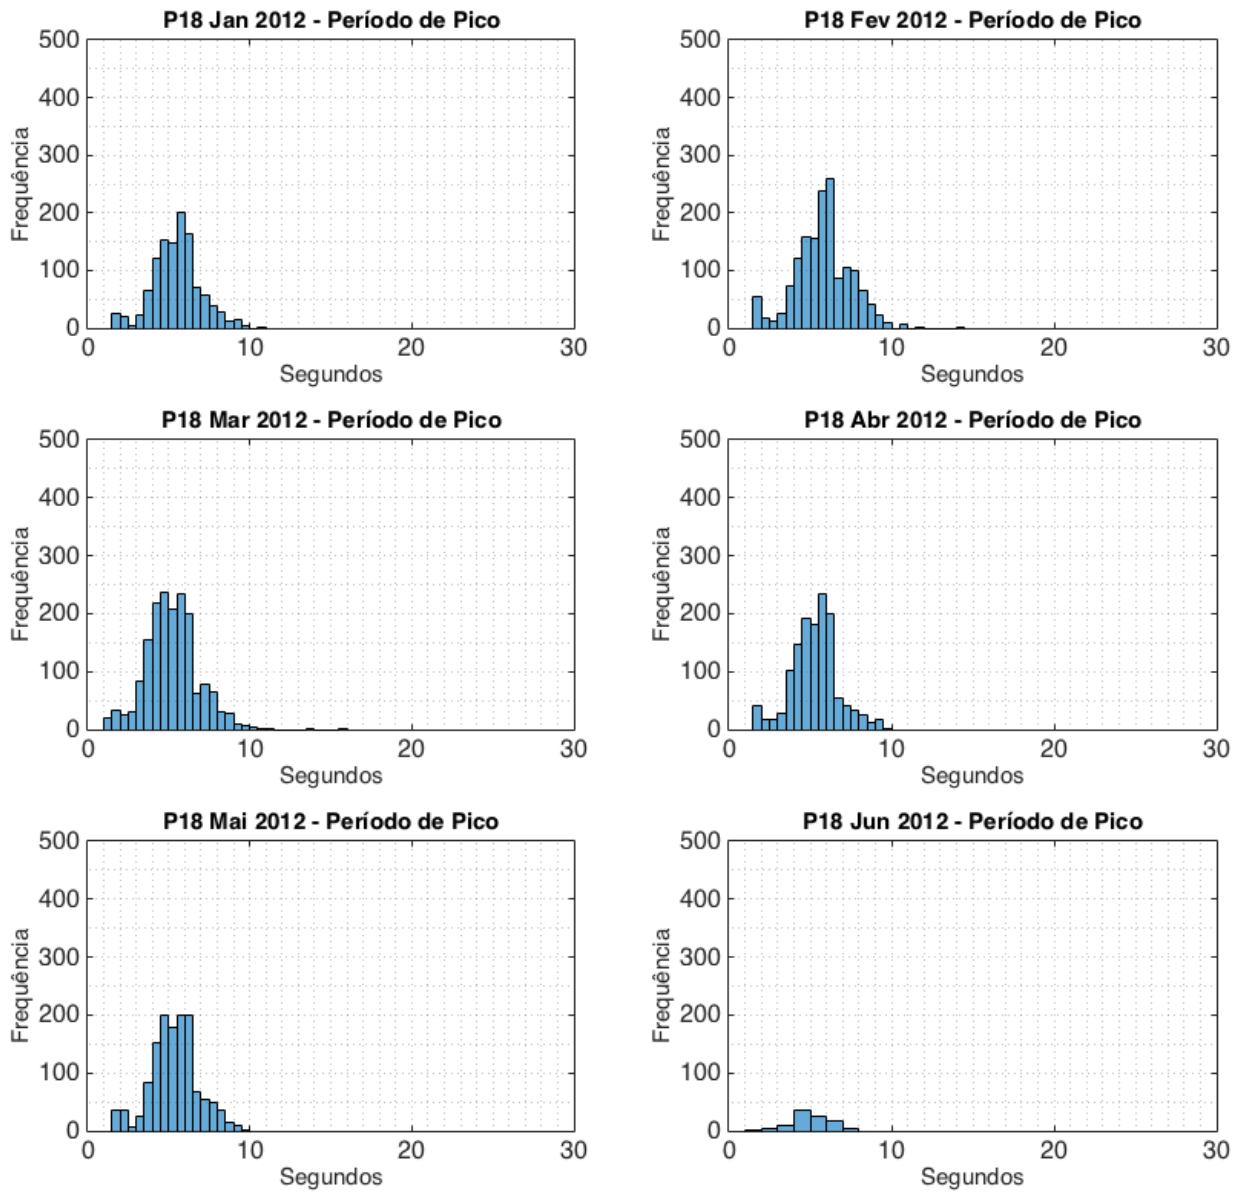 P18 Jan 2012 - Período de Pico
500
400
300
200
100
0
Frequência
0 10 20 30
Segundos
P18 Fev 2012 - Período de Pico
500
400
300
200
100
0
Frequência
0 10 20 30
Segundos
P18 Mar 2012 - Período de Pico
500
400
300
200
100
0
Frequência
0 10 20 30
Segundos
P18 Abr 2012 - Período de Pico
500
400
300
200
100
0
Frequência
0 10 20 30
Segundos
P18 Mai 2012 - Período de Pico
500
400
300
200
100
0
Frequência
0 10 20 30
Segundos
P18 Jun 2012 - Período de Pico
500
400
300
200
100
0
Frequência
0 10 20 30
Segundos